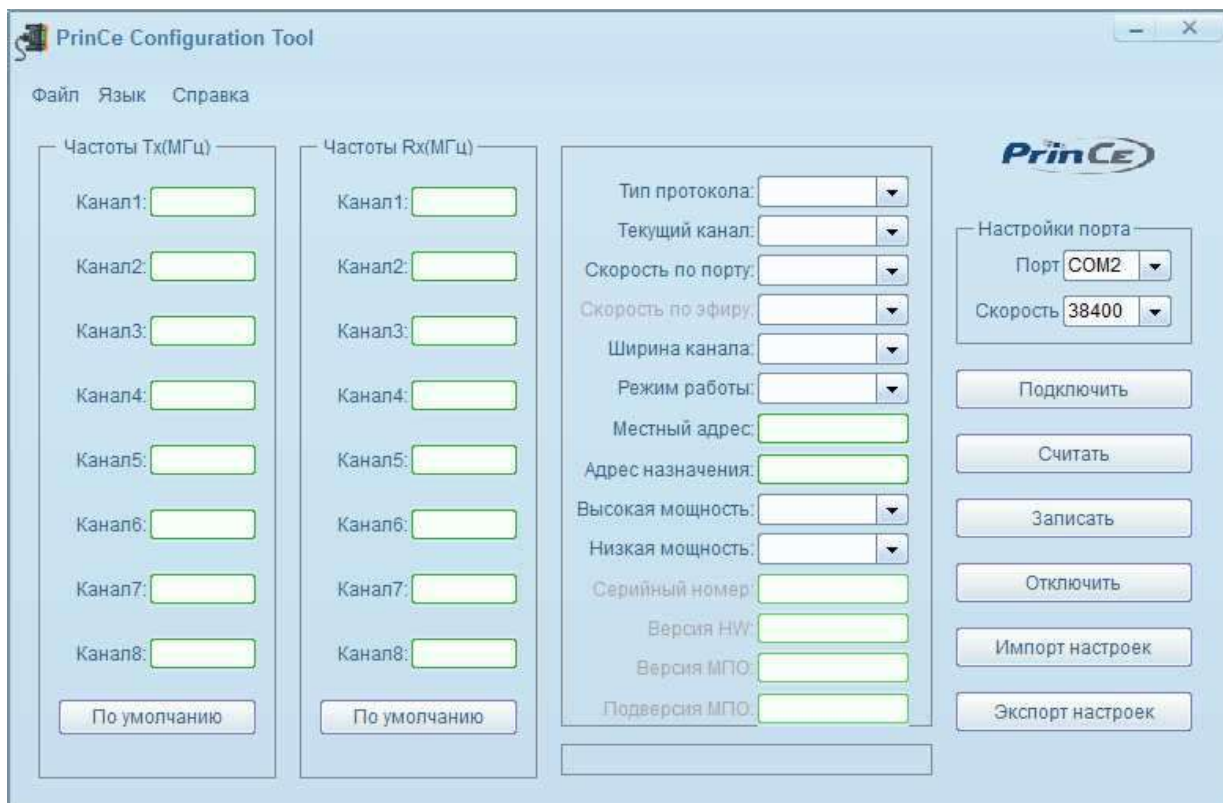 PrinCe Configuration Tool
Файл Язык Справка
Частоты Tx(МГц)
Канал1:
Канал2:
Канал3:
Канал4:
Канал5:
Канал6:
Канал7:
Канал8:
По умолчанию
Частоты Rx(МГц)
Канал1:
Канал2:
Канал3:
Канал4:
Канал5:
Канал6:
Канал7:
Канал8:
По умолчанию
Тип протокола:
Текущий канал:
Скорость по порту:
Скорость по эфиру:
Ширина канала:
Режим работы:
Местный адрес:
Адрес назначения:
Высокая мощность:
Низкая мощность:
Серийный номер:
Версия HW:
Версия МПО:
Подверсия МПО:
PrinCE
Настройки порта
Порт COM2
Скорость 38400
Подключить
Считать
Записать
Отключить
Импорт настроек
Экспорт настроек